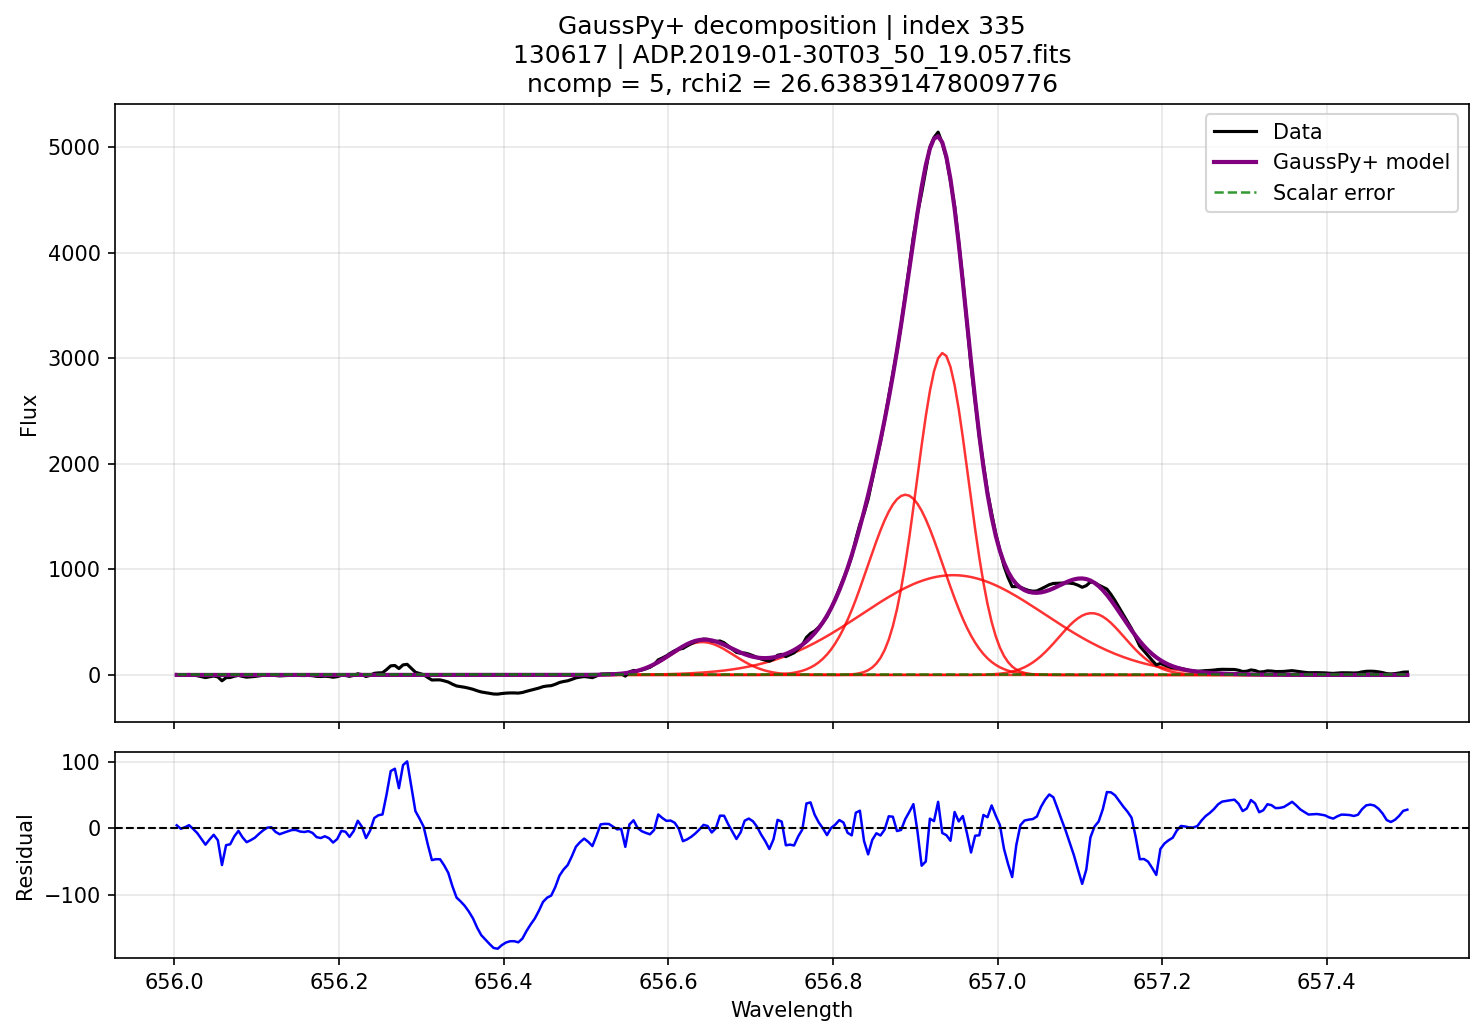 GaussPy+ decomposition | index 335
130617 | ADP.2019-01-30T03_50_19.057.fits
ncomp = 5, rchi2 = 26.638391478009776
Data
GaussPy+ model
Scalar error
5000
4000
3000
2000
1000
0
Flux
100
0
−100
Residual
656.0
656.2
656.4
656.6
656.8
657.0
657.2
657.4
Wavelength